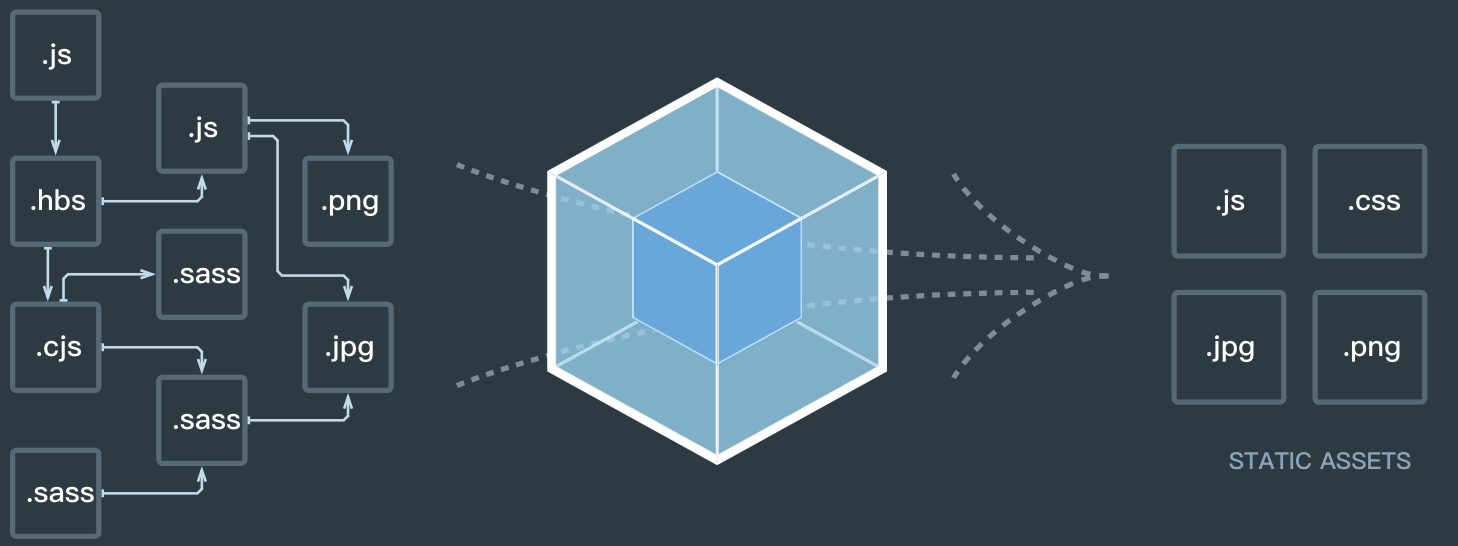 .js
.js
.hbs
.png
.sass
.cjs
.jpg
.sass
.sass
.js
.css
.jpg
.png
STATIC ASSETS